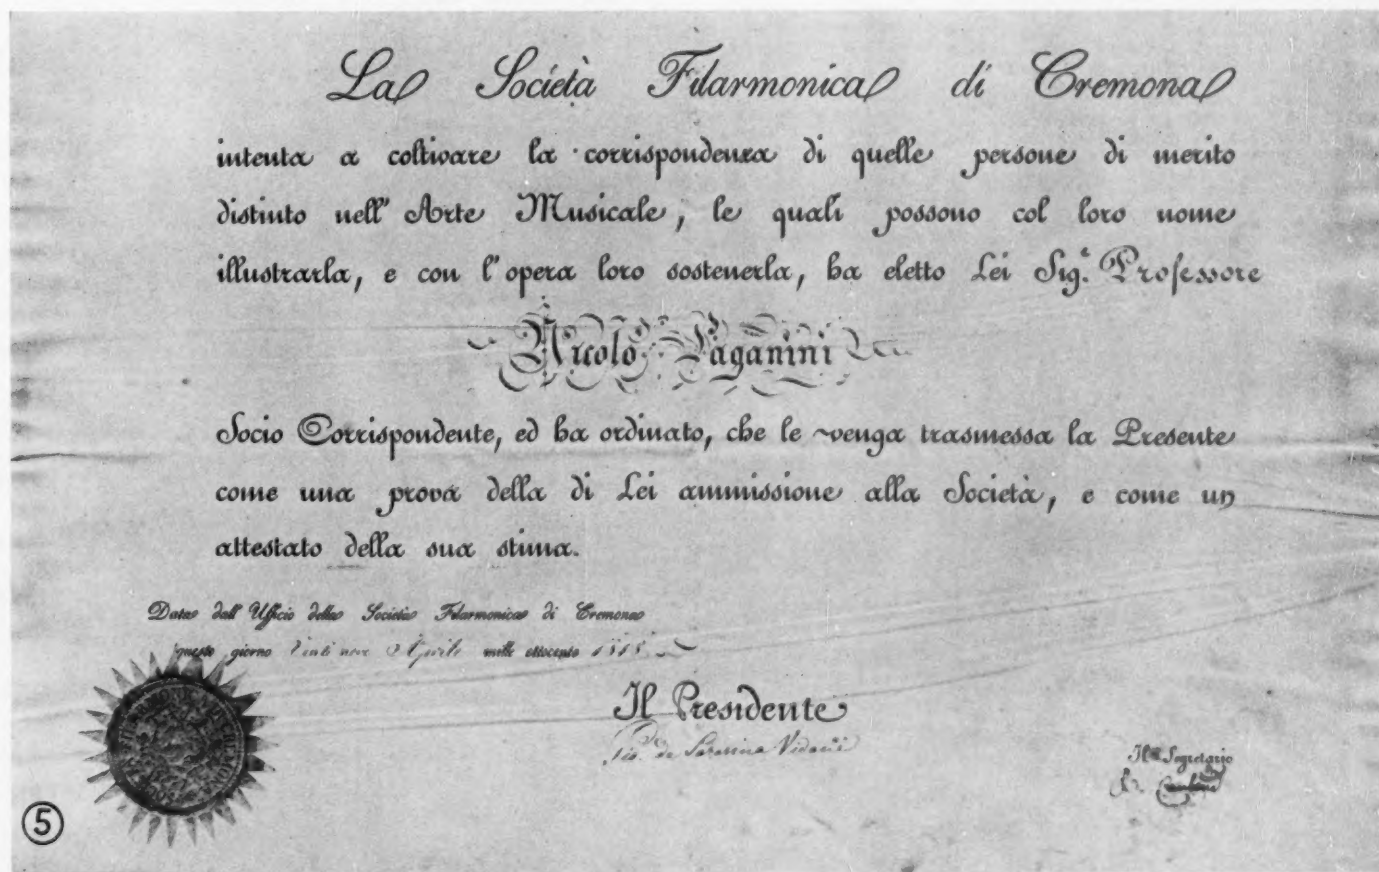 La Società Filarmonica di Cremona
intenta a coltivare la corrispondenza di quelle persone di merito
distinto nell' Arte Musicale, le quali possono col loro nome
illustrarla, e con l'opera loro sostenerla, ha eletto Lei Sig.e Professore
Nicolò Paganini
Socio Corrispondente, ed ha ordinato, che le venga trasmessa la Presente
come una prova della di Lei ammissione alla Società, e come un
attestato della sua stima.
Data dall' Ufficio della Società Filarmonica di Cremona
questo giorno Aprile mille ottocento
Il Presidente
Il Segretario
5